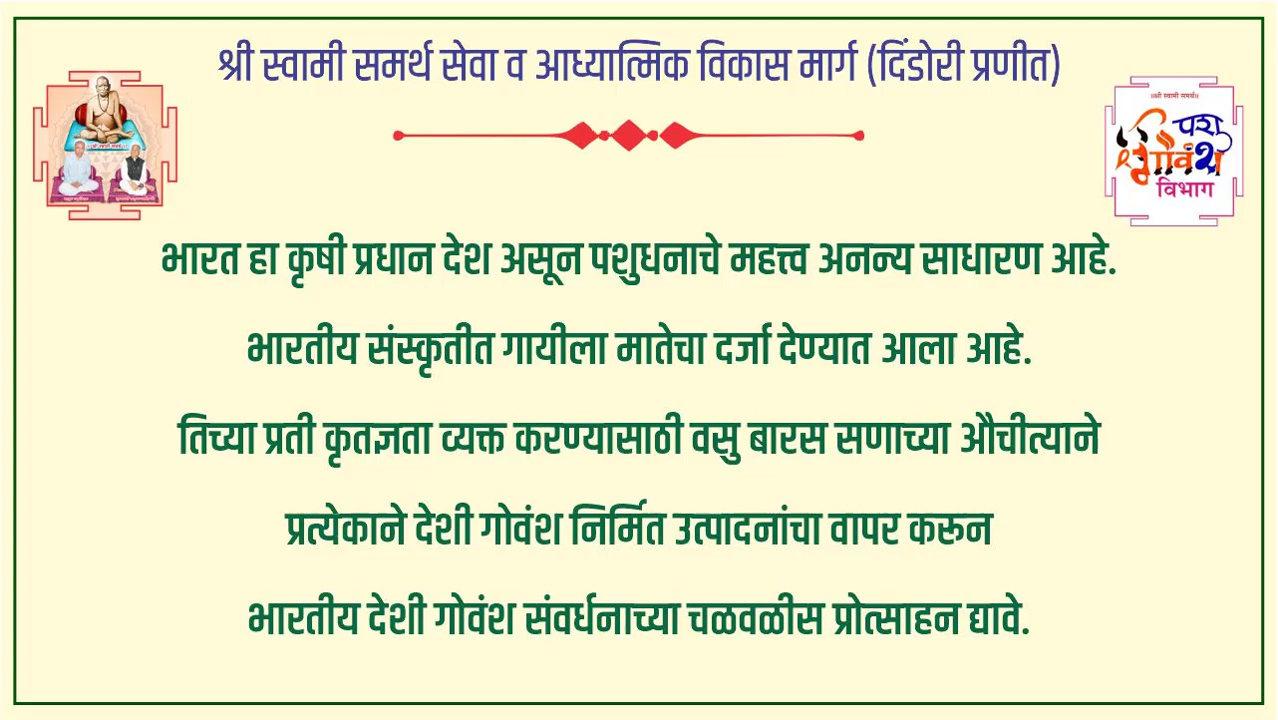 श्री स्वामी समर्थ सेवा व आध्यात्मिक विकास मार्ग (दिंडोरी प्रणीत)
॥श्री स्वामी समर्थ॥
पशु
गोवंश
विभाग
भारत हा कृषी प्रधान देश असून पशुधनाचे महत्त्व अनन्य साधारण आहे.
भारतीय संस्कृतीत गायीला मातेचा दर्जा देण्यात आला आहे.
तिच्या प्रती कृतज्ञता व्यक्त करण्यासाठी वसु बारस सणाच्या औचीत्याने
प्रत्येकाने देशी गोवंश निर्मित उत्पादनांचा वापर करून
भारतीय देशी गोवंश संवर्धनाच्या चळवळीस प्रोत्साहन द्यावे.